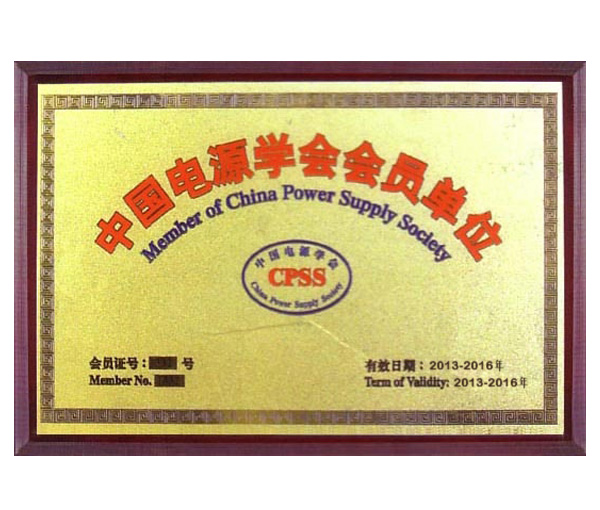 中国电源学会会员单位
Member of China Power Supply Society
中国电源学会
CPSS
China Power Supply Society
会员证号： 号
Member No.
有效日期：2013-2016年
Term of Validity: 2013-2016年